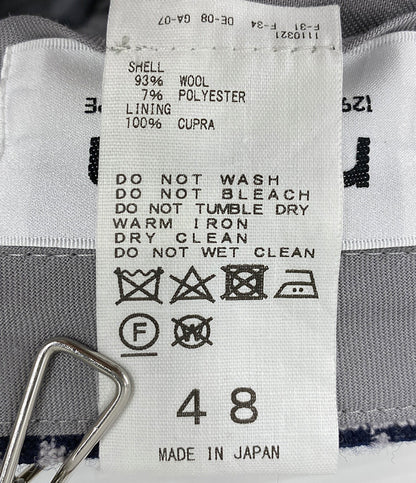 1110321
F-31 F-34
DE-08 GA-07
SHELL
93% WOOL
7% POLYESTER
LINING
100% CUPRA
DO NOT WASH
DO NOT BLEACH
DO NOT TUMBLE DRY
WARM IRON
DRY CLEAN
DO NOT WET CLEAN
F
W
48
MADE IN JAPAN